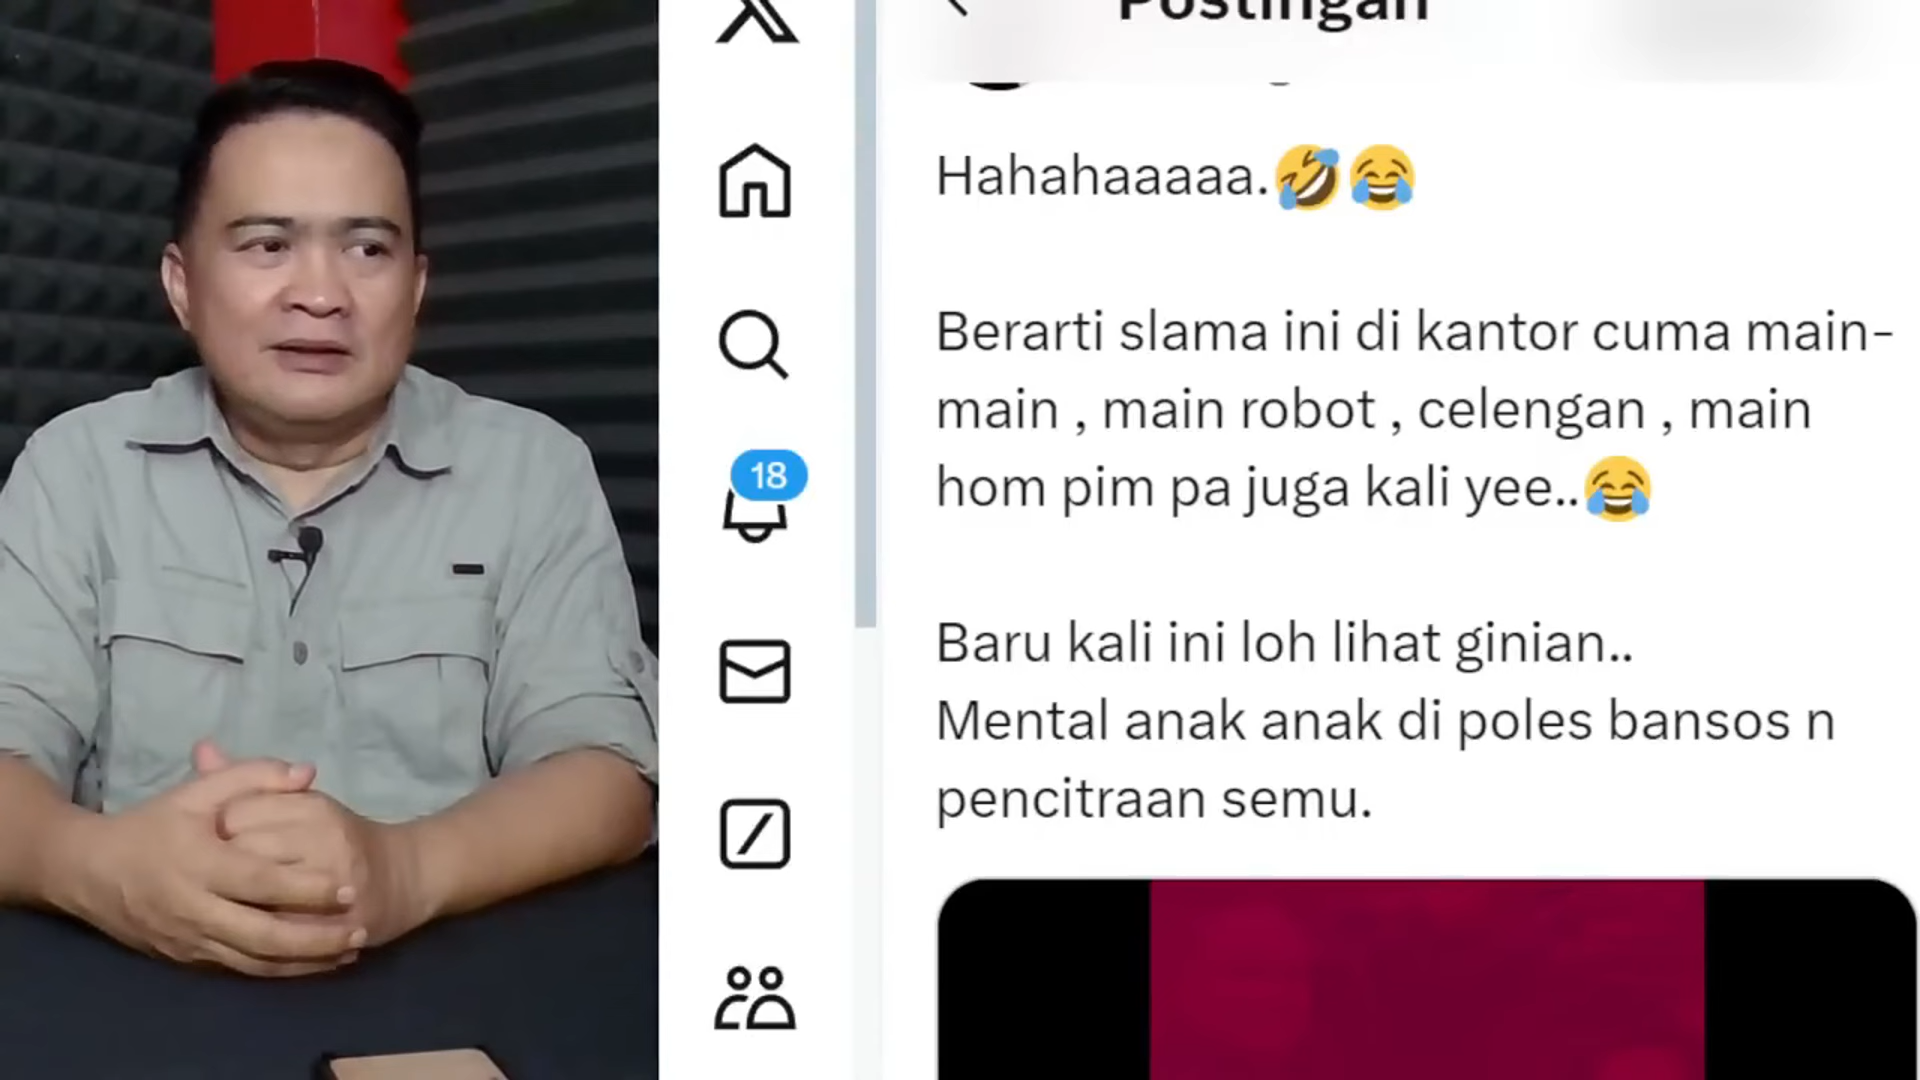 Postingan
Hahahaaaaa.🤣😂
Berarti slama ini di kantor cuma main-
main , main robot , celengan , main
hom pim pa juga kali yee..😂
Baru kali ini loh lihat ginian..
Mental anak anak di poles bansos n
pencitraan semu.
18